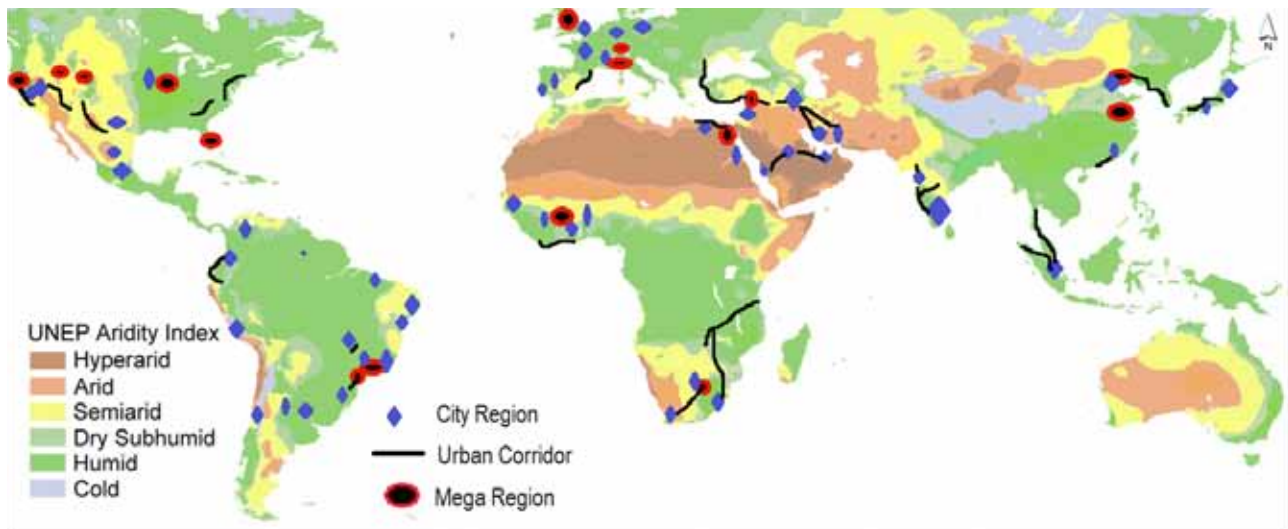 N
UNEP Aridity Index
Hyperarid
Arid
Semiarid
Dry Subhumid
Humid
Cold
City Region
Urban Corridor
Mega Region